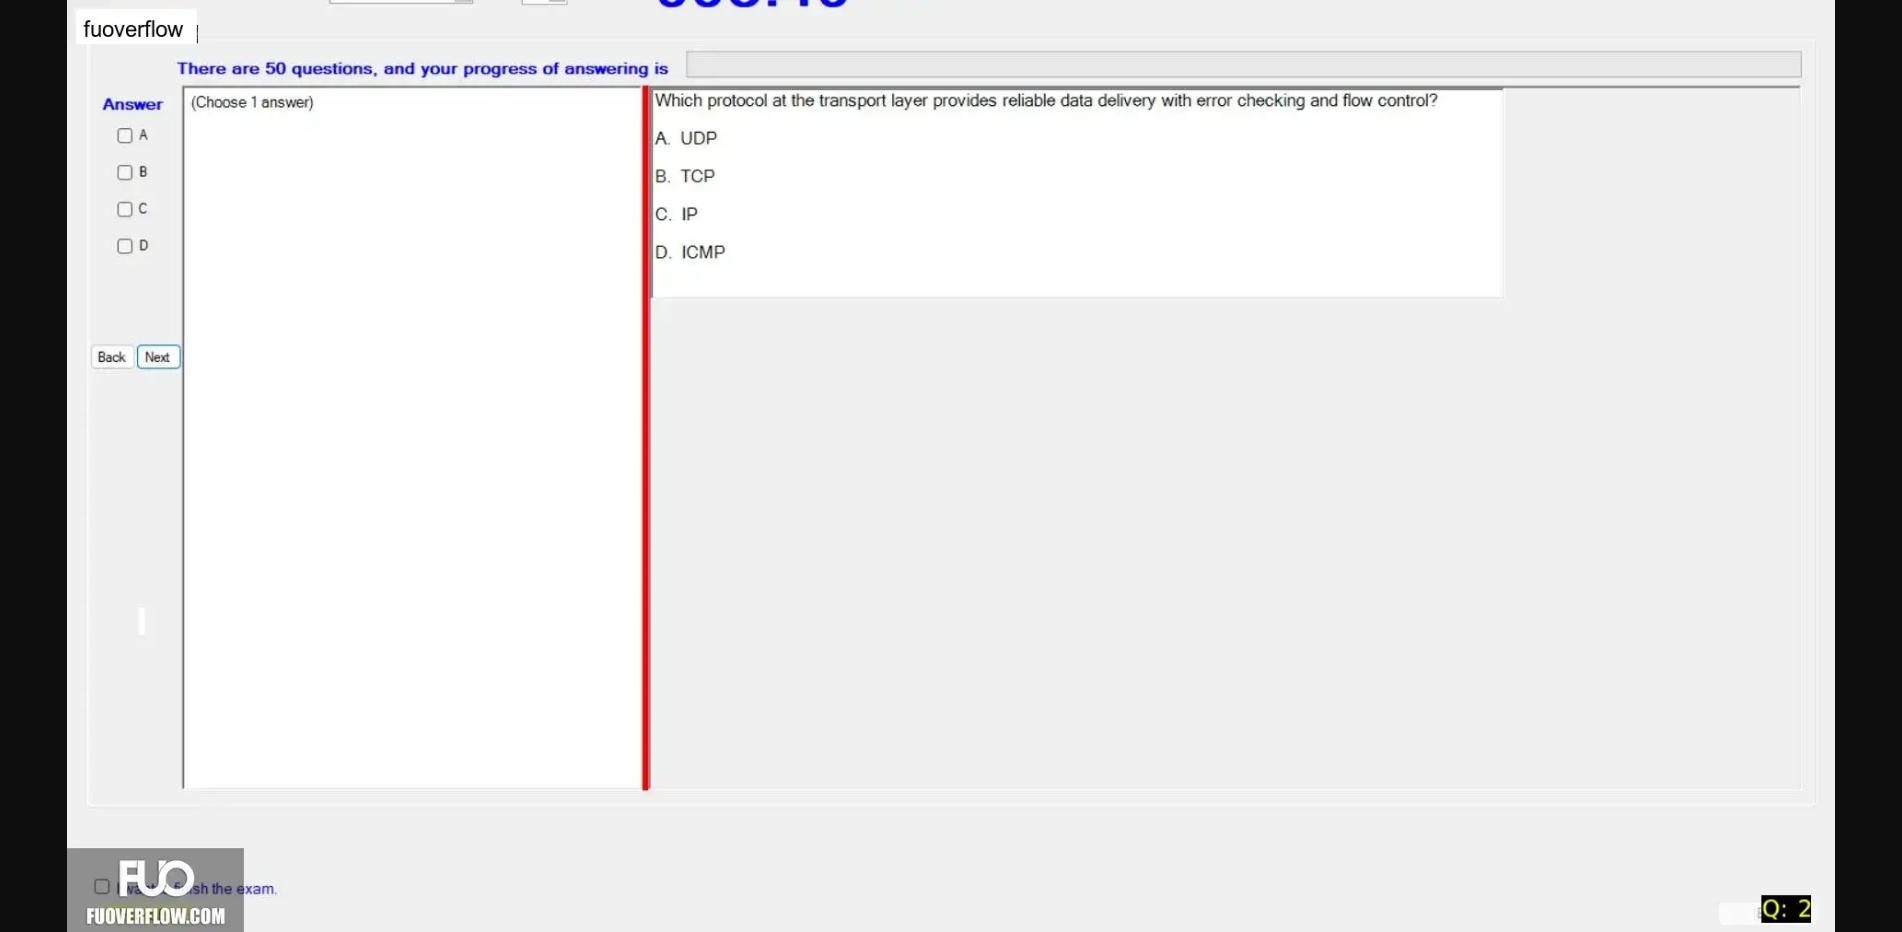 fuoverflow
There are 50 questions, and your progress of answering is
Answer
(Choose 1 answer)
A
B
C
D
Back Next
Which protocol at the transport layer provides reliable data delivery with error checking and flow control?
A. UDP
B. TCP
C. IP
D. ICMP
FUO
the exam.
FUOVERFLOW.COM
Q: 2